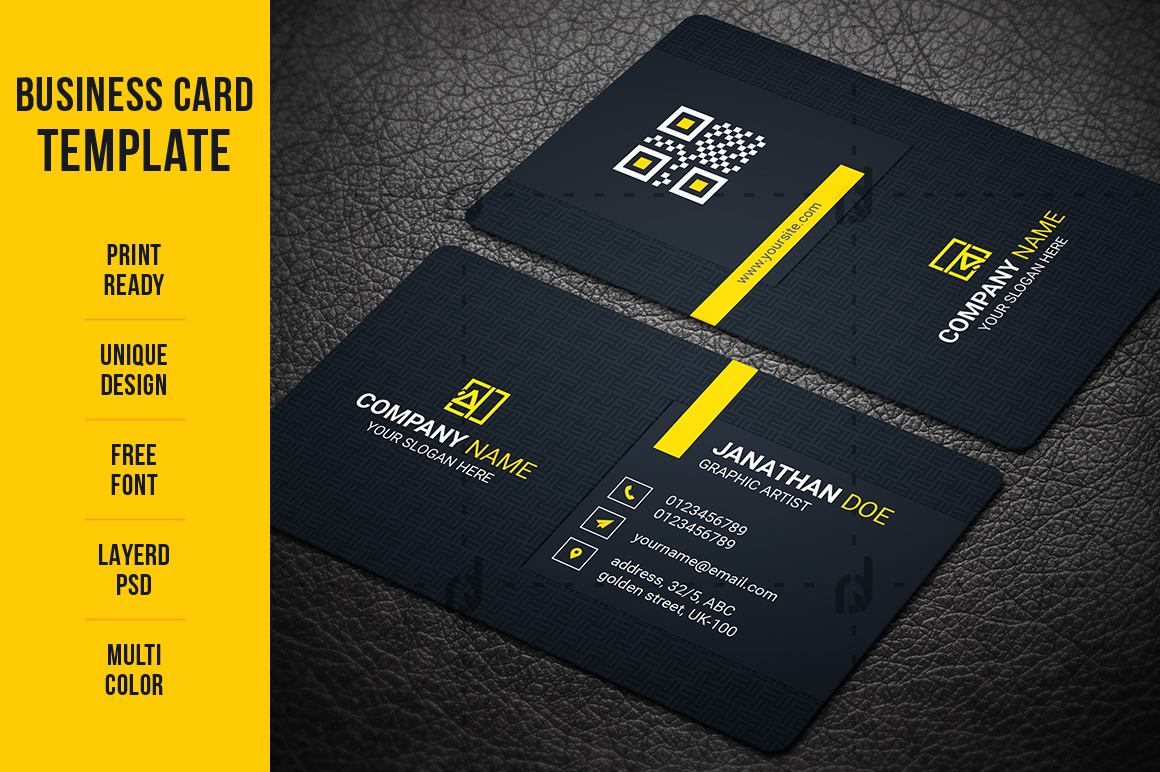 BUSINESS CARD
TEMPLATE
PRINT
READY
UNIQUE
DESIGN
FREE
FONT
LAYERD
PSD
MULTI
COLOR
www.yoursite.com
COMPANY NAME
YOUR SLOGAN HERE
COMPANY NAME
YOUR SLOGAN HERE
JANATHAN DOE
GRAPHIC ARTIST
0123456789
0123456789
yourname@email.com
address, 32/5, ABC
golden street, UK-100